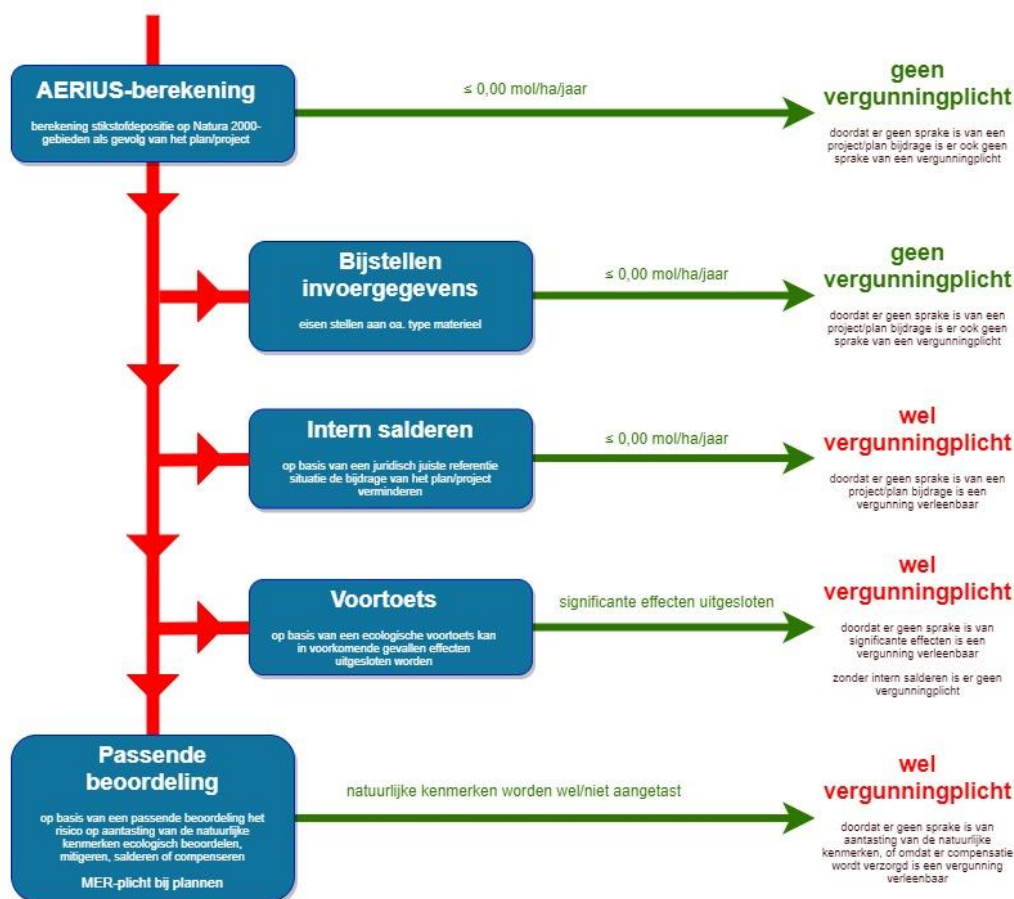 AERIUS-berekening
berekening stikstofdepositie op Natura 2000-
gebieden als gevolg van het plan/project
≤ 0,00 mol/ha/jaar
geen
vergunningplicht
doordat er geen sprake is van een
project/plan bijdrage is er ook geen
sprake van een vergunningplicht
Bijstellen
invoergegevens
eisen stellen aan oa. type materieel
≤ 0,00 mol/ha/jaar
geen
vergunningplicht
doordat er geen sprake is van een
project/plan bijdrage is er ook geen
sprake van een vergunningplicht
Intern salderen
op basis van een juridisch juiste referentie
situatie de bijdrage van het plan/project
verminderen
≤ 0,00 mol/ha/jaar
wel
vergunningplicht
doordat er geen sprake is van een
project/plan bijdrage is een
vergunning verleenbaar
Voortoets
op basis van een ecologische voortoets kan
in voorkomende gevallen effecten
uitgesloten worden
significante effecten uitgesloten
wel
vergunningplicht
doordat er geen sprake is van
significante effecten is een
vergunning verleenbaar
zonder intern salderen is er geen
vergunningplicht
Passende
beoordeling
op basis van een passende beoordeling het
risico op aantasting van de natuurlijke
kenmerken ecologisch beoordelen,
mitigeren, salderen of compenseren
MER-plicht bij plannen
natuurlijke kenmerken worden wel/niet aangetast
wel
vergunningplicht
doordat er geen sprake is van
aantasting van de natuurlijke
kenmerken, of omdat er compensatie
wordt verzorgd is een vergunning
verleenbaar